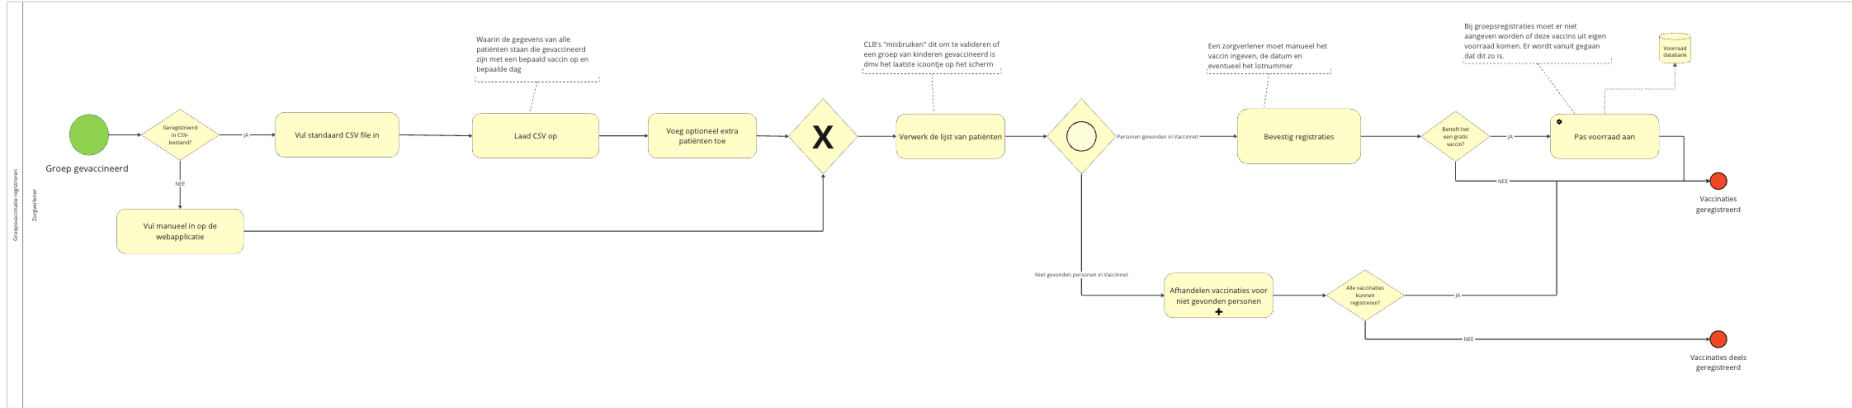 Groepsvaccinatie registreren
Zorgverlener
Groep gevaccineerd
Geregistreerd
in CSV-
bestand?
JA
NEE
Vul manueel in op de
webapplicatie
Vul standaard CSV file in
Waarin de gegevens van alle
patiënten staan die gevaccineerd
zijn met een bepaald vaccin op en
bepaalde dag
Laad CSV op
Voeg optioneel extra
patiënten toe
X
CLB's "misbruiken" dit om te valideren of
een groep van kinderen gevaccineerd is
dmv het laatste icoontje op het scherm
Verwerk de lijst van patiënten
Personen gevonden in Vaccinnet
Niet gevonden personen in Vaccinnet
Een zorgverlener moet manueel het
vaccin ingeven, de datum en
eventueel het lotnummer
Bevestig registraties
Betreft het
een gratis
vaccin?
JA
NEE
Bij groepsregistraties moet er niet
aangeven worden of deze vaccins uit eigen
voorraad komen. Er wordt vanuit gegaan
dat dit zo is.
Pas voorraad aan
Voorraad
databank
Vaccinaties
geregistreerd
Afhandelen vaccinaties voor
niet gevonden personen
Alle vaccinaties
kunnen
registreren?
JA
NEE
Vaccinaties deels
geregistreerd